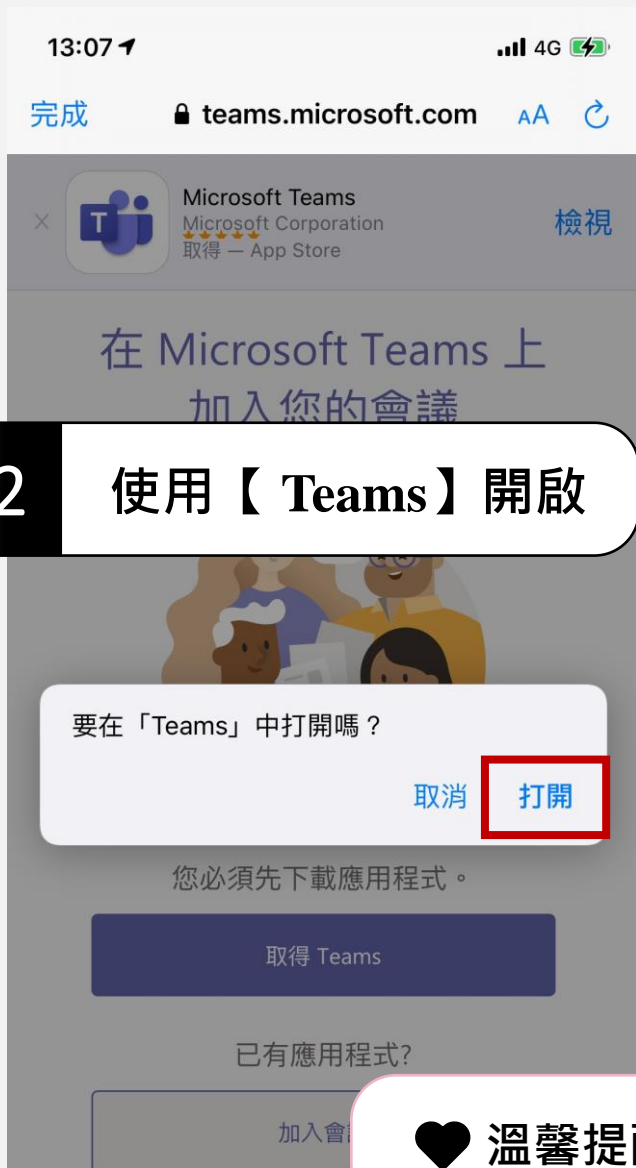 13:07
4G
完成
teams.microsoft.com
AA
Microsoft Teams
Microsoft Corporation
取得 — App Store
檢視
在 Microsoft Teams 上
加入您的會議
2
使用【 Teams】開啟
要在「Teams」中打開嗎？
取消
打開
您必須先下載應用程式。
取得 Teams
已有應用程式?
加入會
溫馨提